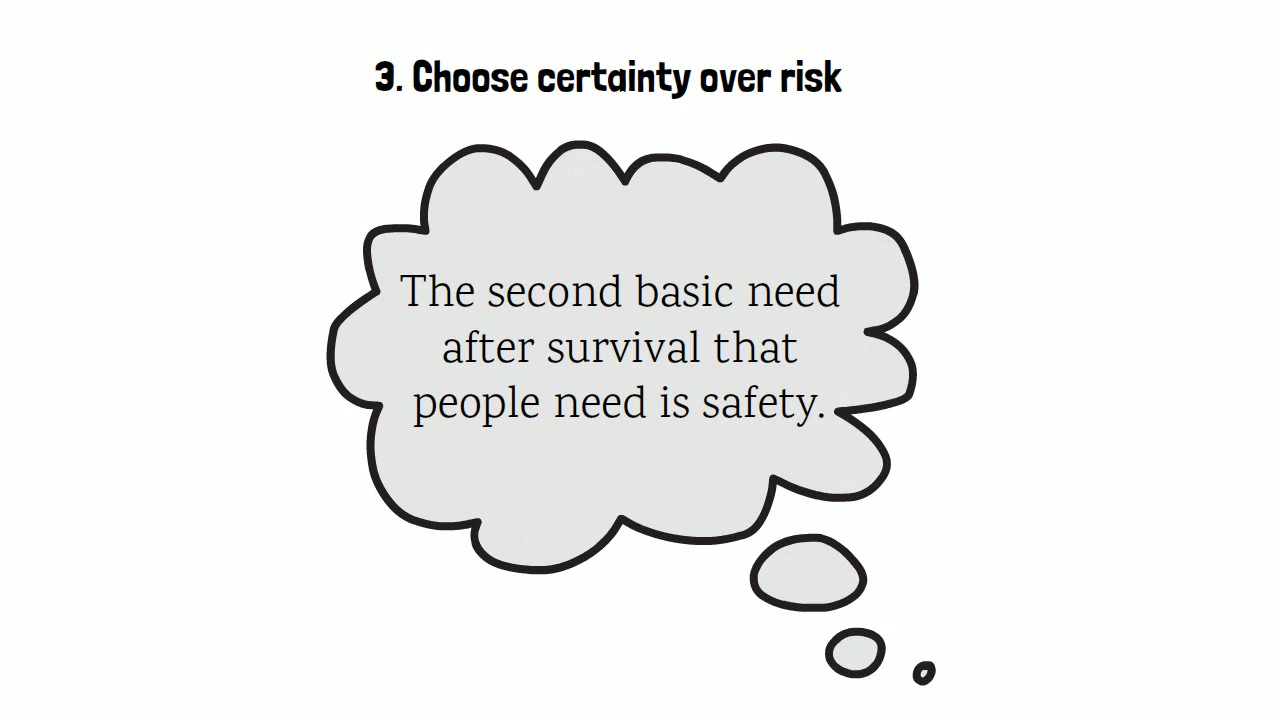 3. Choose certainty over risk
The second basic need
after survival that
people need is safety.